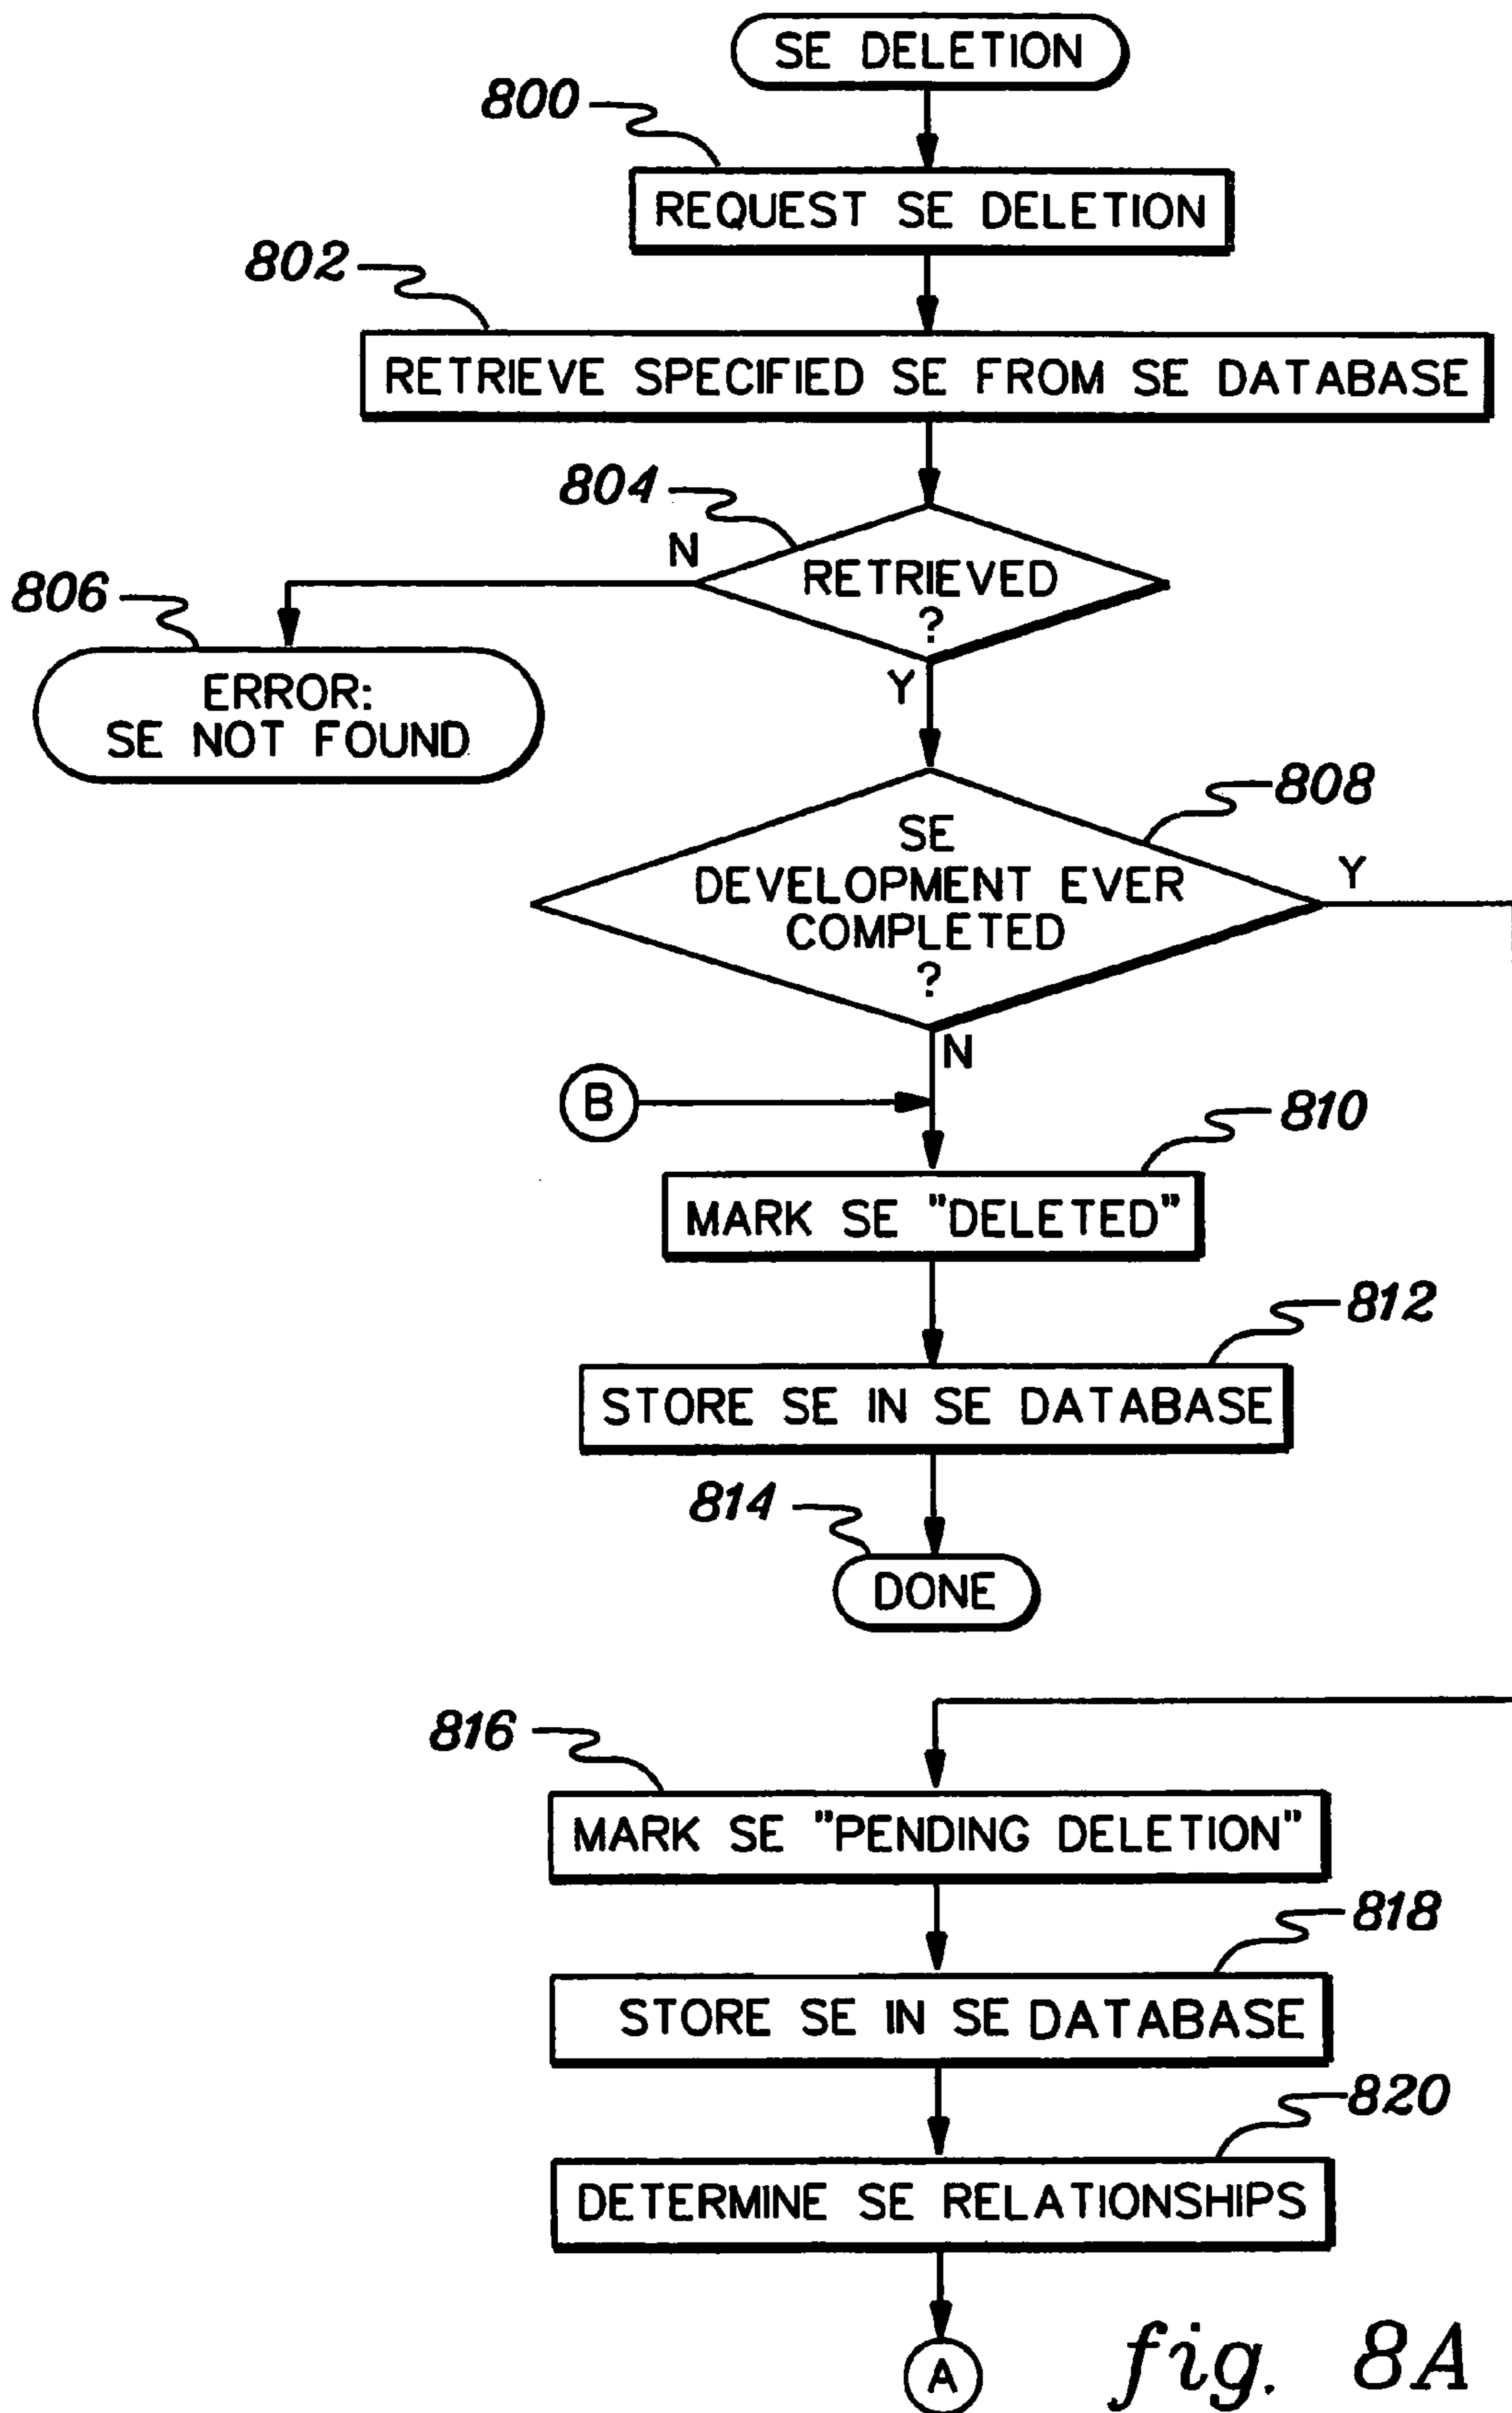 SE DELETION
800
REQUEST SE DELETION
802
RETRIEVE SPECIFIED SE FROM SE DATABASE
804
N
RETRIEVED
?
Y
806
ERROR:
SE NOT FOUND
808
SE
DEVELOPMENT EVER
COMPLETED
?
Y
N
B
810
MARK SE "DELETED"
812
STORE SE IN SE DATABASE
814
DONE
816
MARK SE "PENDING DELETION"
818
STORE SE IN SE DATABASE
820
DETERMINE SE RELATIONSHIPS
A
fig. 8A